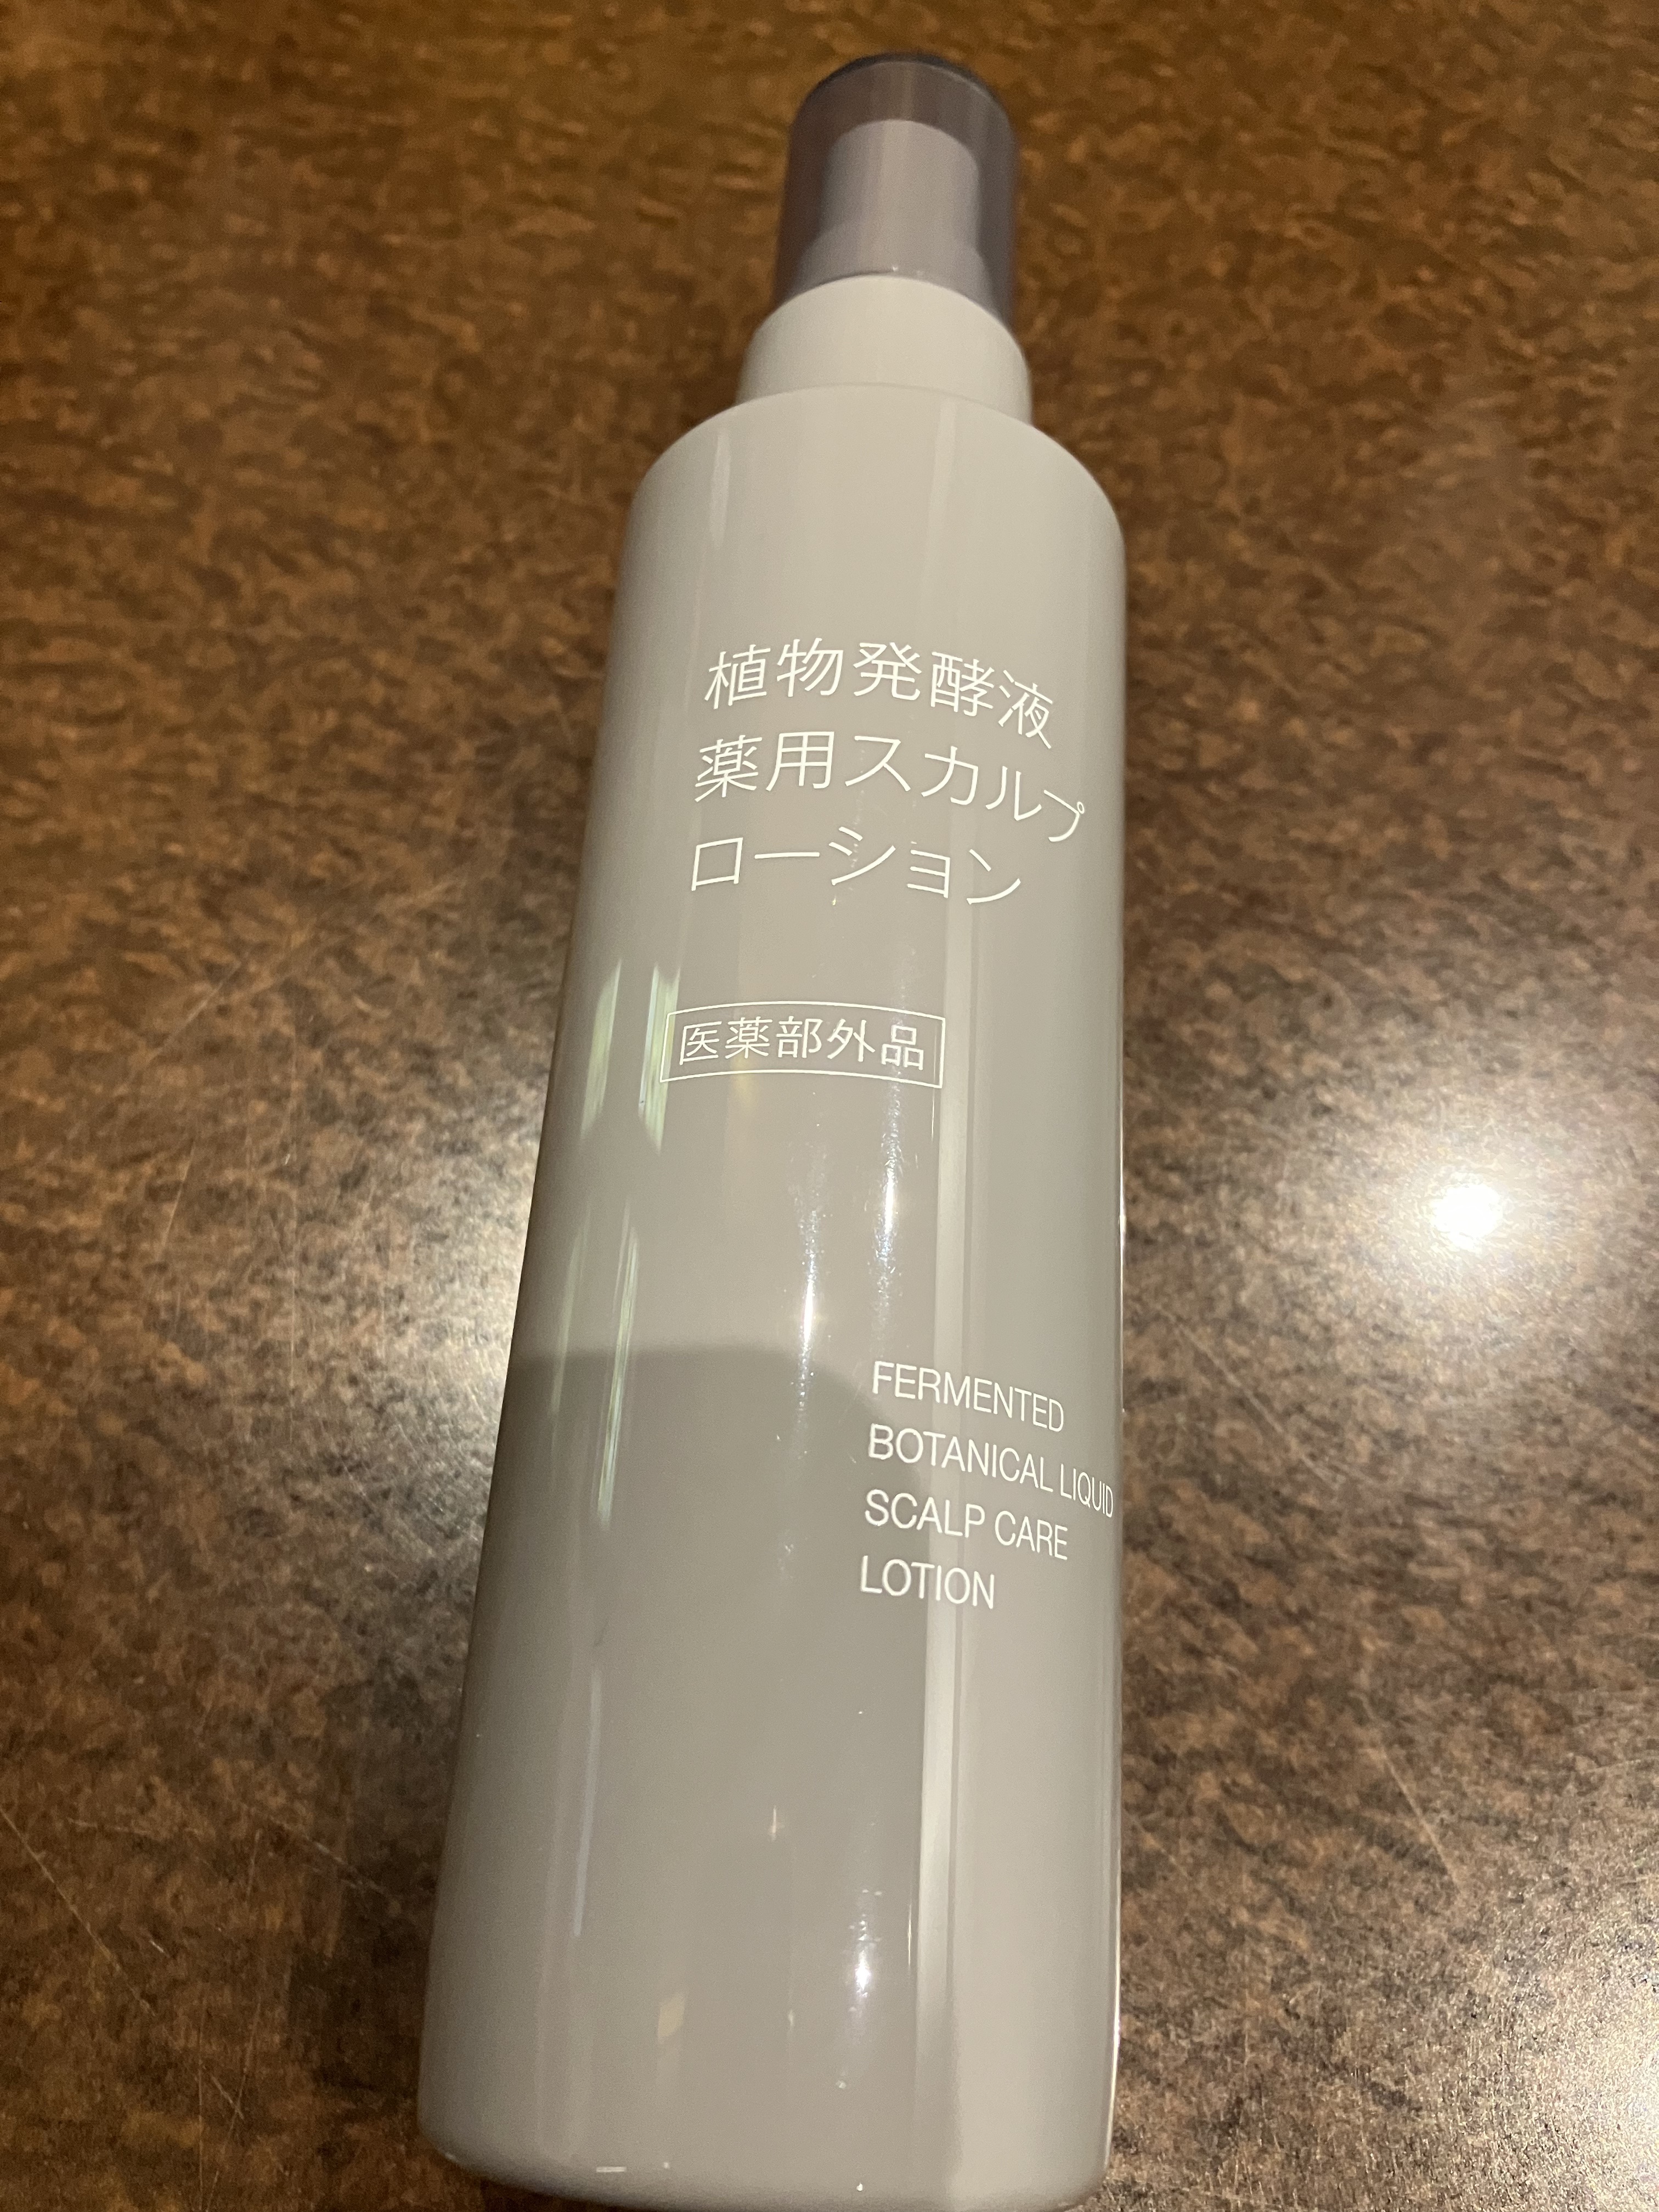 植物発酵液
薬用スカルプ
ローション
医薬部外品
FERMENTED
BOTANICAL LIQUID
SCALP CARE
LOTION